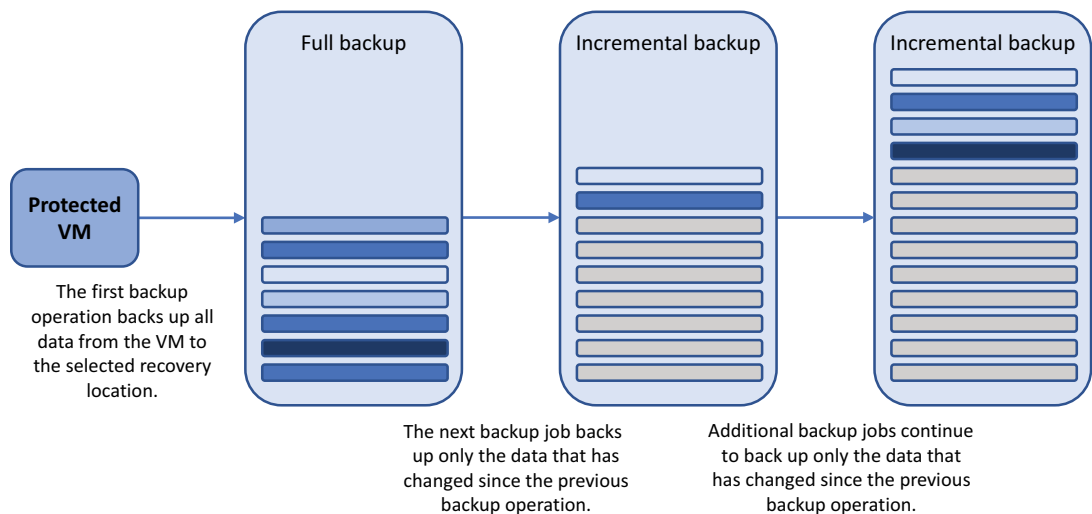 Full backup
Incremental backup
Incremental backup
Protected
VM
The first backup
operation backs up all
data from the VM to
the selected recovery
location.
The next backup job backs
up only the data that has
changed since the previous
backup operation.
Additional backup jobs continue
to back up only the data that
has changed since the previous
backup operation.